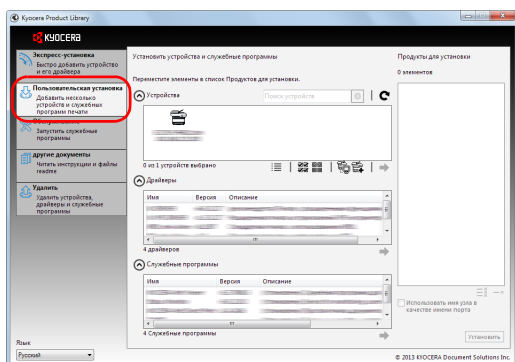 Kyocera Product Library
KYOCERA
Экспресс-установка
Быстро добавить устройство
и его драйвера
Пользовательская установка
Добавить несколько
устройств и служебных
программ печати
Обслуживание
Запустить служебные
программы
другие документы
Читать инструкции и файлы
readme
Удалить
Удалить устройства,
драйверы и служебные
программы
Язык
Русский
Установить устройства и служебные программы
Переместите элементы в список Продуктов для установки.
Устройства
Поиск устройств
0 из 1 устройств выбрано
Драйверы
Имя Версия Описание
4 драйверов
Служебные программы
Имя Версия Описание
4 Служебные программы
Продукты для установки
0 элементов
Использовать имя узла в
качестве имени порта
Установить
© 2013 KYOCERA Document Solutions Inc.